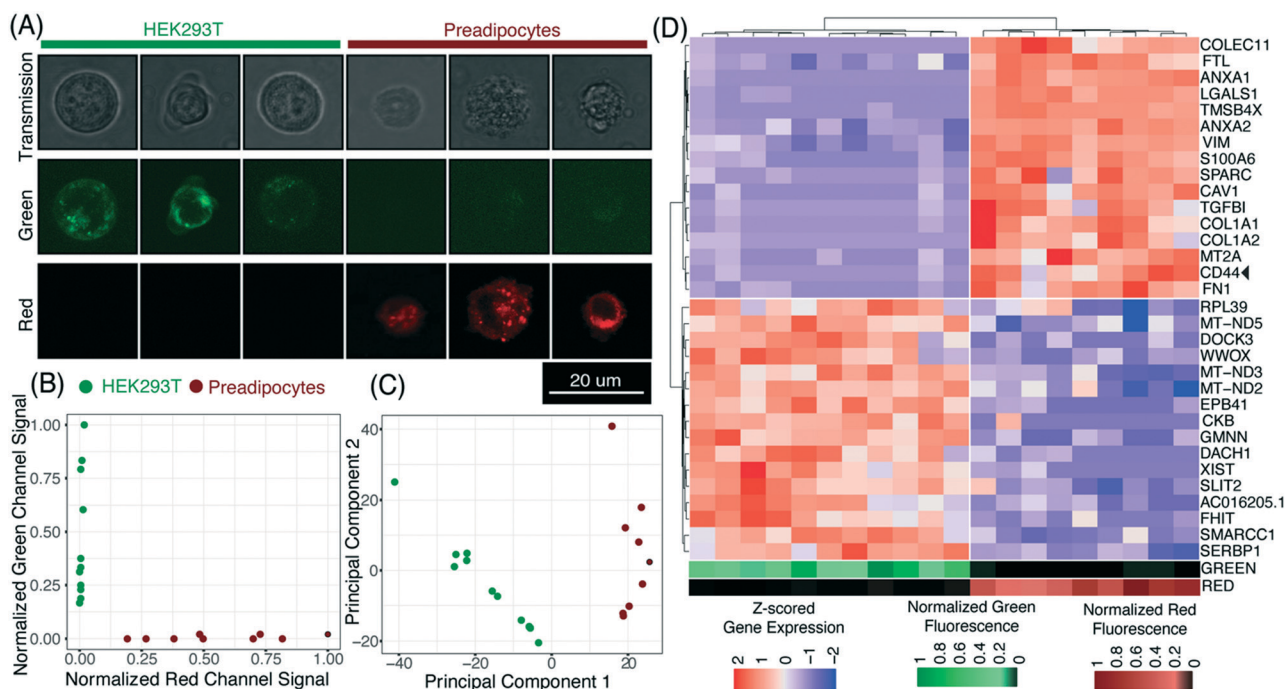 (A)
HEK293T
Preadipocytes
Transmission
Green
Red
20 um
(B)
HEK293T
Preadipocytes
Normalized Green Channel Signal
1.00
0.75
0.50
0.25
0.00
0.00 0.25 0.50 0.75 1.00
Normalized Red Channel Signal
(C)
Principal Component 2
40
20
0
−20
−40 −20 0 20
Principal Component 1
(D)
COLEC11
FTL
ANXA1
LGALS1
TMSB4X
ANXA2
VIM
S100A6
SPARC
CAV1
TGFBI
COL1A1
COL1A2
MT2A
CD44
FN1
RPL39
MT−ND5
DOCK3
WWOX
MT−ND3
MT−ND2
EPB41
CKB
GMNN
DACH1
XIST
SLIT2
AC016205.1
FHIT
SMARCC1
SERBP1
GREEN
RED
Z-scored
Gene Expression
2 1 0 -1 -2
Normalized Green
Fluorescence
1 0.8 0.6 0.4 0.2 0
Normalized Red
Fluorescence
1 0.8 0.6 0.4 0.2 0